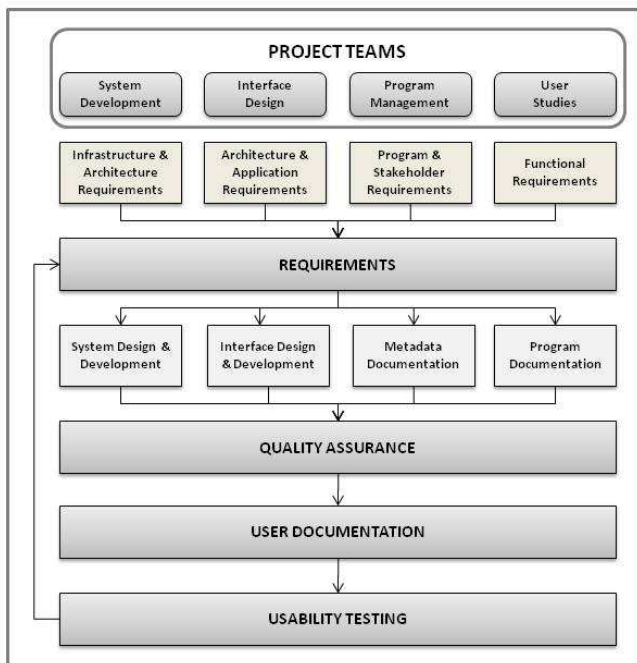 PROJECT TEAMS
System
Development
Interface
Design
Program
Management
User
Studies
Infrastructure &
Architecture
Requirements
Architecture &
Application
Requirements
Program &
Stakeholder
Requirements
Functional
Requirements
REQUIREMENTS
System Design &
Development
Interface Design
& Development
Metadata
Documentation
Program
Documentation
QUALITY ASSURANCE
USER DOCUMENTATION
USABILITY TESTING